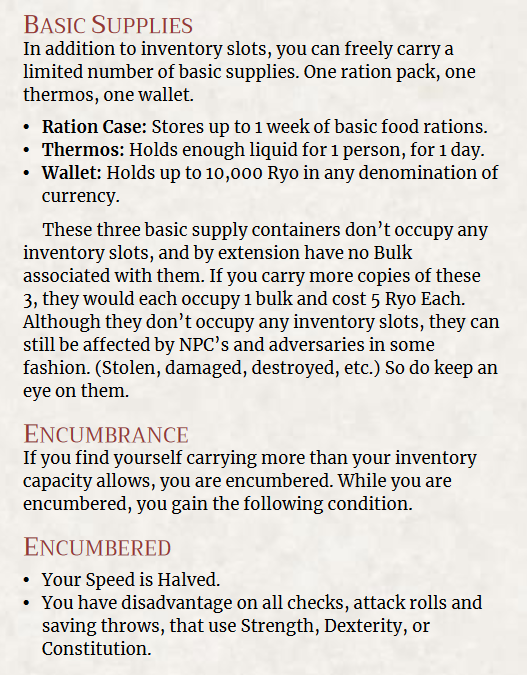 BASIC SUPPLIES
In addition to inventory slots, you can freely carry a
limited number of basic supplies. One ration pack, one
thermos, one wallet.
• Ration Case: Stores up to 1 week of basic food rations.
• Thermos: Holds enough liquid for 1 person, for 1 day.
• Wallet: Holds up to 10,000 Ryo in any denomination of
currency.
These three basic supply containers don’t occupy any
inventory slots, and by extension have no Bulk
associated with them. If you carry more copies of these
3, they would each occupy 1 bulk and cost 5 Ryo Each.
Although they don’t occupy any inventory slots, they can
still be affected by NPC’s and adversaries in some
fashion. (Stolen, damaged, destroyed, etc.) So do keep an
eye on them.
ENCUMBRANCE
If you find yourself carrying more than your inventory
capacity allows, you are encumbered. While you are
encumbered, you gain the following condition.
ENCUMBERED
• Your Speed is Halved.
• You have disadvantage on all checks, attack rolls and
saving throws, that use Strength, Dexterity, or
Constitution.